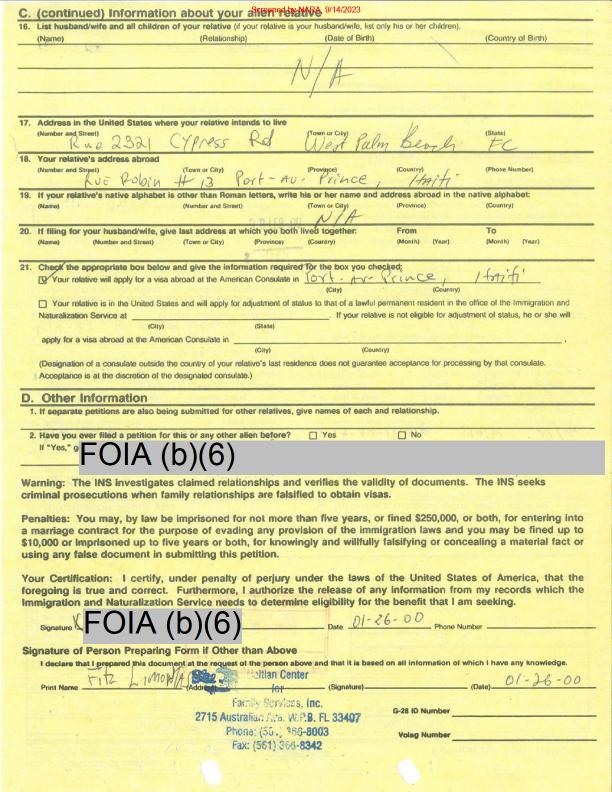 Screened by NARA, 9/14/2023
C. (continued) Information about your alien relative
16. List husband/wife and all children of your relative (if your relative is your husband/wife, list only his or her children).
(Name) (Relationship) (Date of Birth) (Country of Birth)
N/A
17. Address in the United States where your relative intends to live
(Number and Street) (Town or City) (State)
Rue 2321 Cypress Rd West Palm Beach FL
18. Your relative's address abroad
(Number and Street) (Town or City) (Province) (Country) (Phone Number)
Rue Robin # 13 Port-Au-Prince, Haiti
19. If your relative's native alphabet is other than Roman letters, write his or her name and address abroad in the native alphabet:
(Name) (Number and Street) (Town or City) (Province) (Country)
N/A
20. If filing for your husband/wife, give last address at which you both lived together: From To
(Name) (Number and Street) (Town or City) (Province) (Country) (Month) (Year) (Month) (Year)
21. Check the appropriate box below and give the information required for the box you checked:
Your relative will apply for a visa abroad at the American Consulate in Port-Au-Prince, Haiti
(City) (Country)
Your relative is in the United States and will apply for adjustment of status to that of a lawful permanent resident in the office of the Immigration and
Naturalization Service at If your relative is not eligible for adjustment of status, he or she will
(City) (State)
apply for a visa abroad at the American Consulate in
(City) (Country)
(Designation of a consulate outside the country of your relative's last residence does not guarantee acceptance for processing by that consulate.
Acceptance is at the discretion of the designated consulate.)
D. Other Information
1. If separate petitions are also being submitted for other relatives, give names of each and relationship.
2. Have you ever filed a petition for this or any other alien before? Yes No
If "Yes," g
FOIA (b)(6)
Warning: The INS investigates claimed relationships and verifies the validity of documents. The INS seeks
criminal prosecutions when family relationships are falsified to obtain visas.
Penalties: You may, by law be imprisoned for not more than five years, or fined $250,000, or both, for entering into
a marriage contract for the purpose of evading any provision of the immigration laws and you may be fined up to
$10,000 or imprisoned up to five years or both, for knowingly and willfully falsifying or concealing a material fact or
using any false document in submitting this petition.
Your Certification: I certify, under penalty of perjury under the laws of the United States of America, that the
foregoing is true and correct. Furthermore, I authorize the release of any information from my records which the
Immigration and Naturalization Service needs to determine eligibility for the benefit that I am seeking.
Signature X FOIA (b)(6) Date 01-26-00 Phone Number
Signature of Person Preparing Form if Other than Above
I declare that I prepared this document at the request of the person above and that it is based on all information of which I have any knowledge.
Print Name Fitz (Address) (Signature) (Date) 01-26-00
Haitian Center
for
Family Services, Inc.
2715 Australian Ave. W.P.B. FL 33407
Phone: (561) 366-8003
Fax: (561) 366-8342
G-28 ID Number
Volag Number